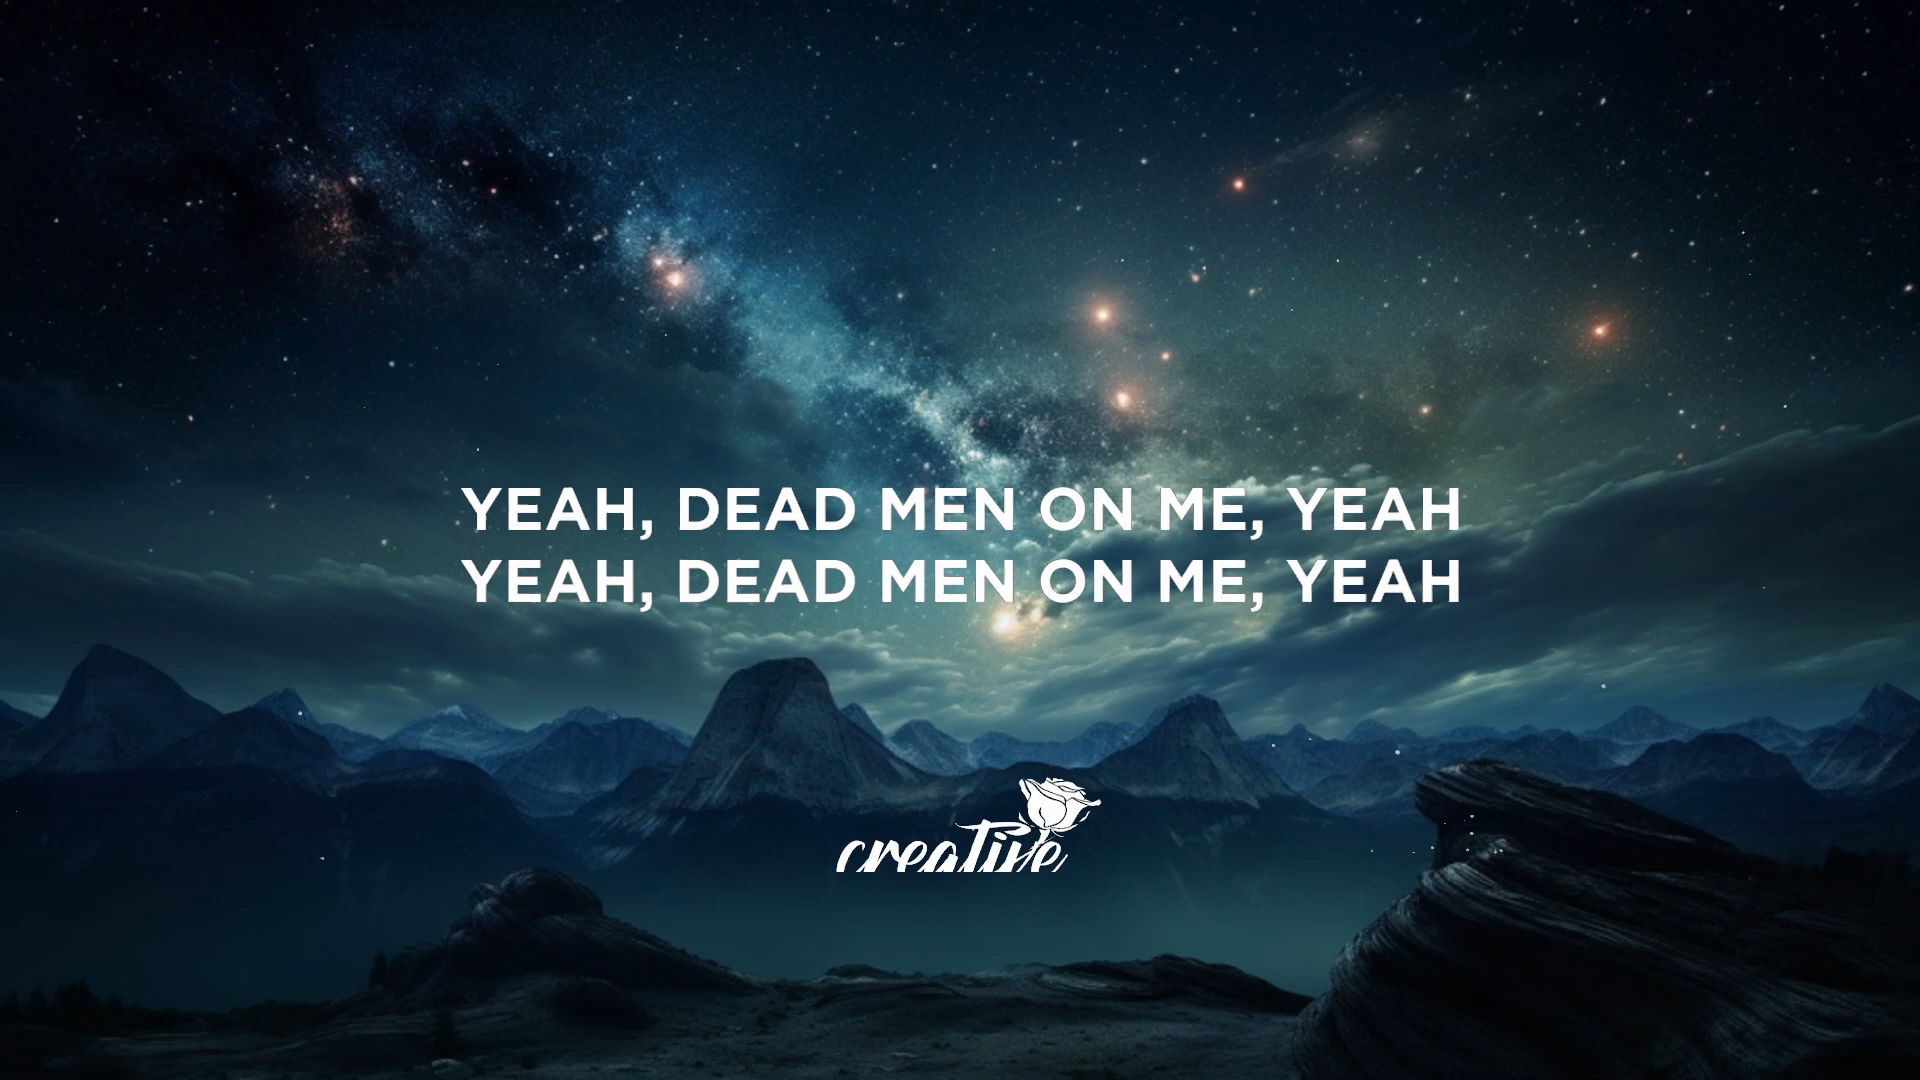 YEAH, DEAD MEN ON ME, YEAH
YEAH, DEAD MEN ON ME, YEAH
creative